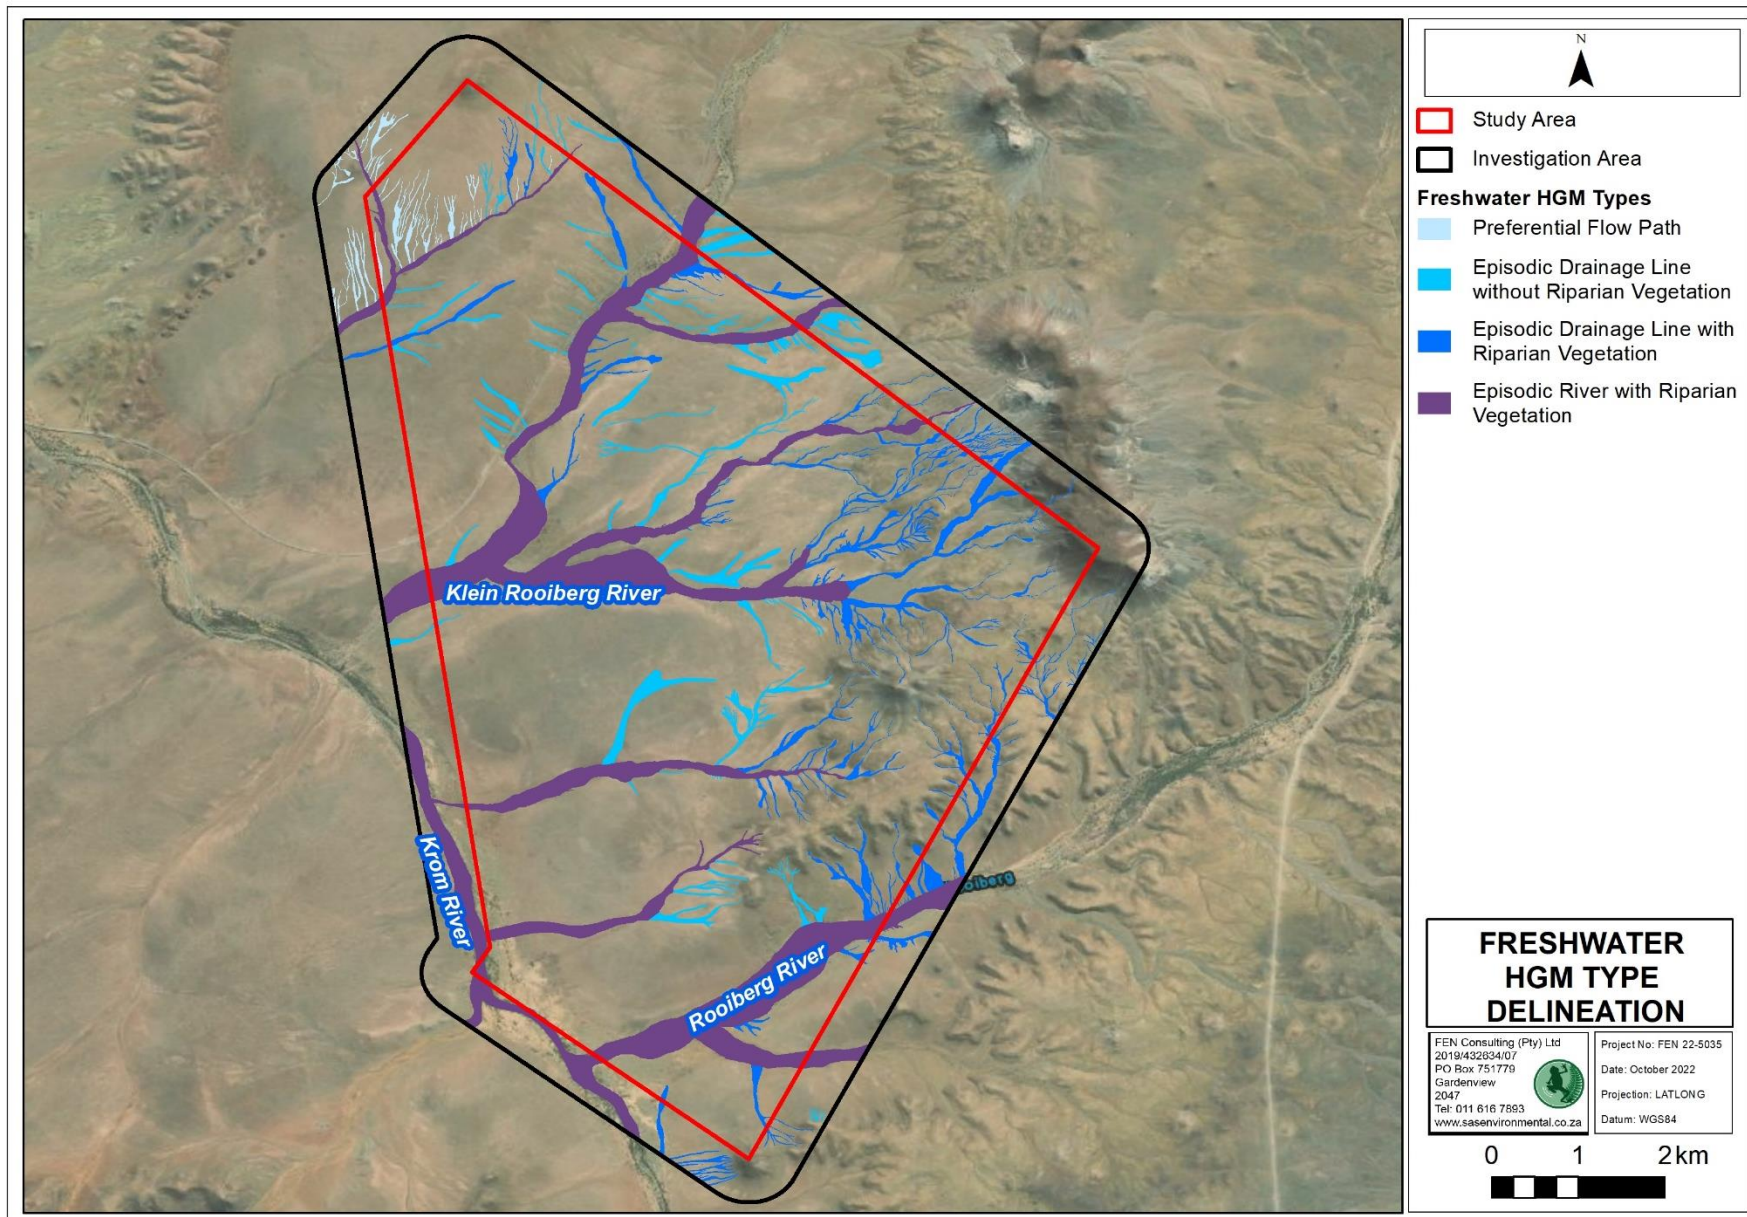 N
Study Area
Investigation Area
Freshwater HGM Types
Preferential Flow Path
Episodic Drainage Line
without Riparian Vegetation
Episodic Drainage Line with
Riparian Vegetation
Episodic River with Riparian
Vegetation
Klein Rooiberg River
Krom River
Rooiberg River
FRESHWATER
HGM TYPE
DELINEATION
FEN Consulting (Pty) Ltd
2019/432634/07
PO Box 751779
Gardenview
2047
Tel: 011 616 7893
www.sasenvironmental.co.za
Project No: FEN 22-5035
Date: October 2022
Projection: LATLONG
Datum: WGS84
0 1 2 km